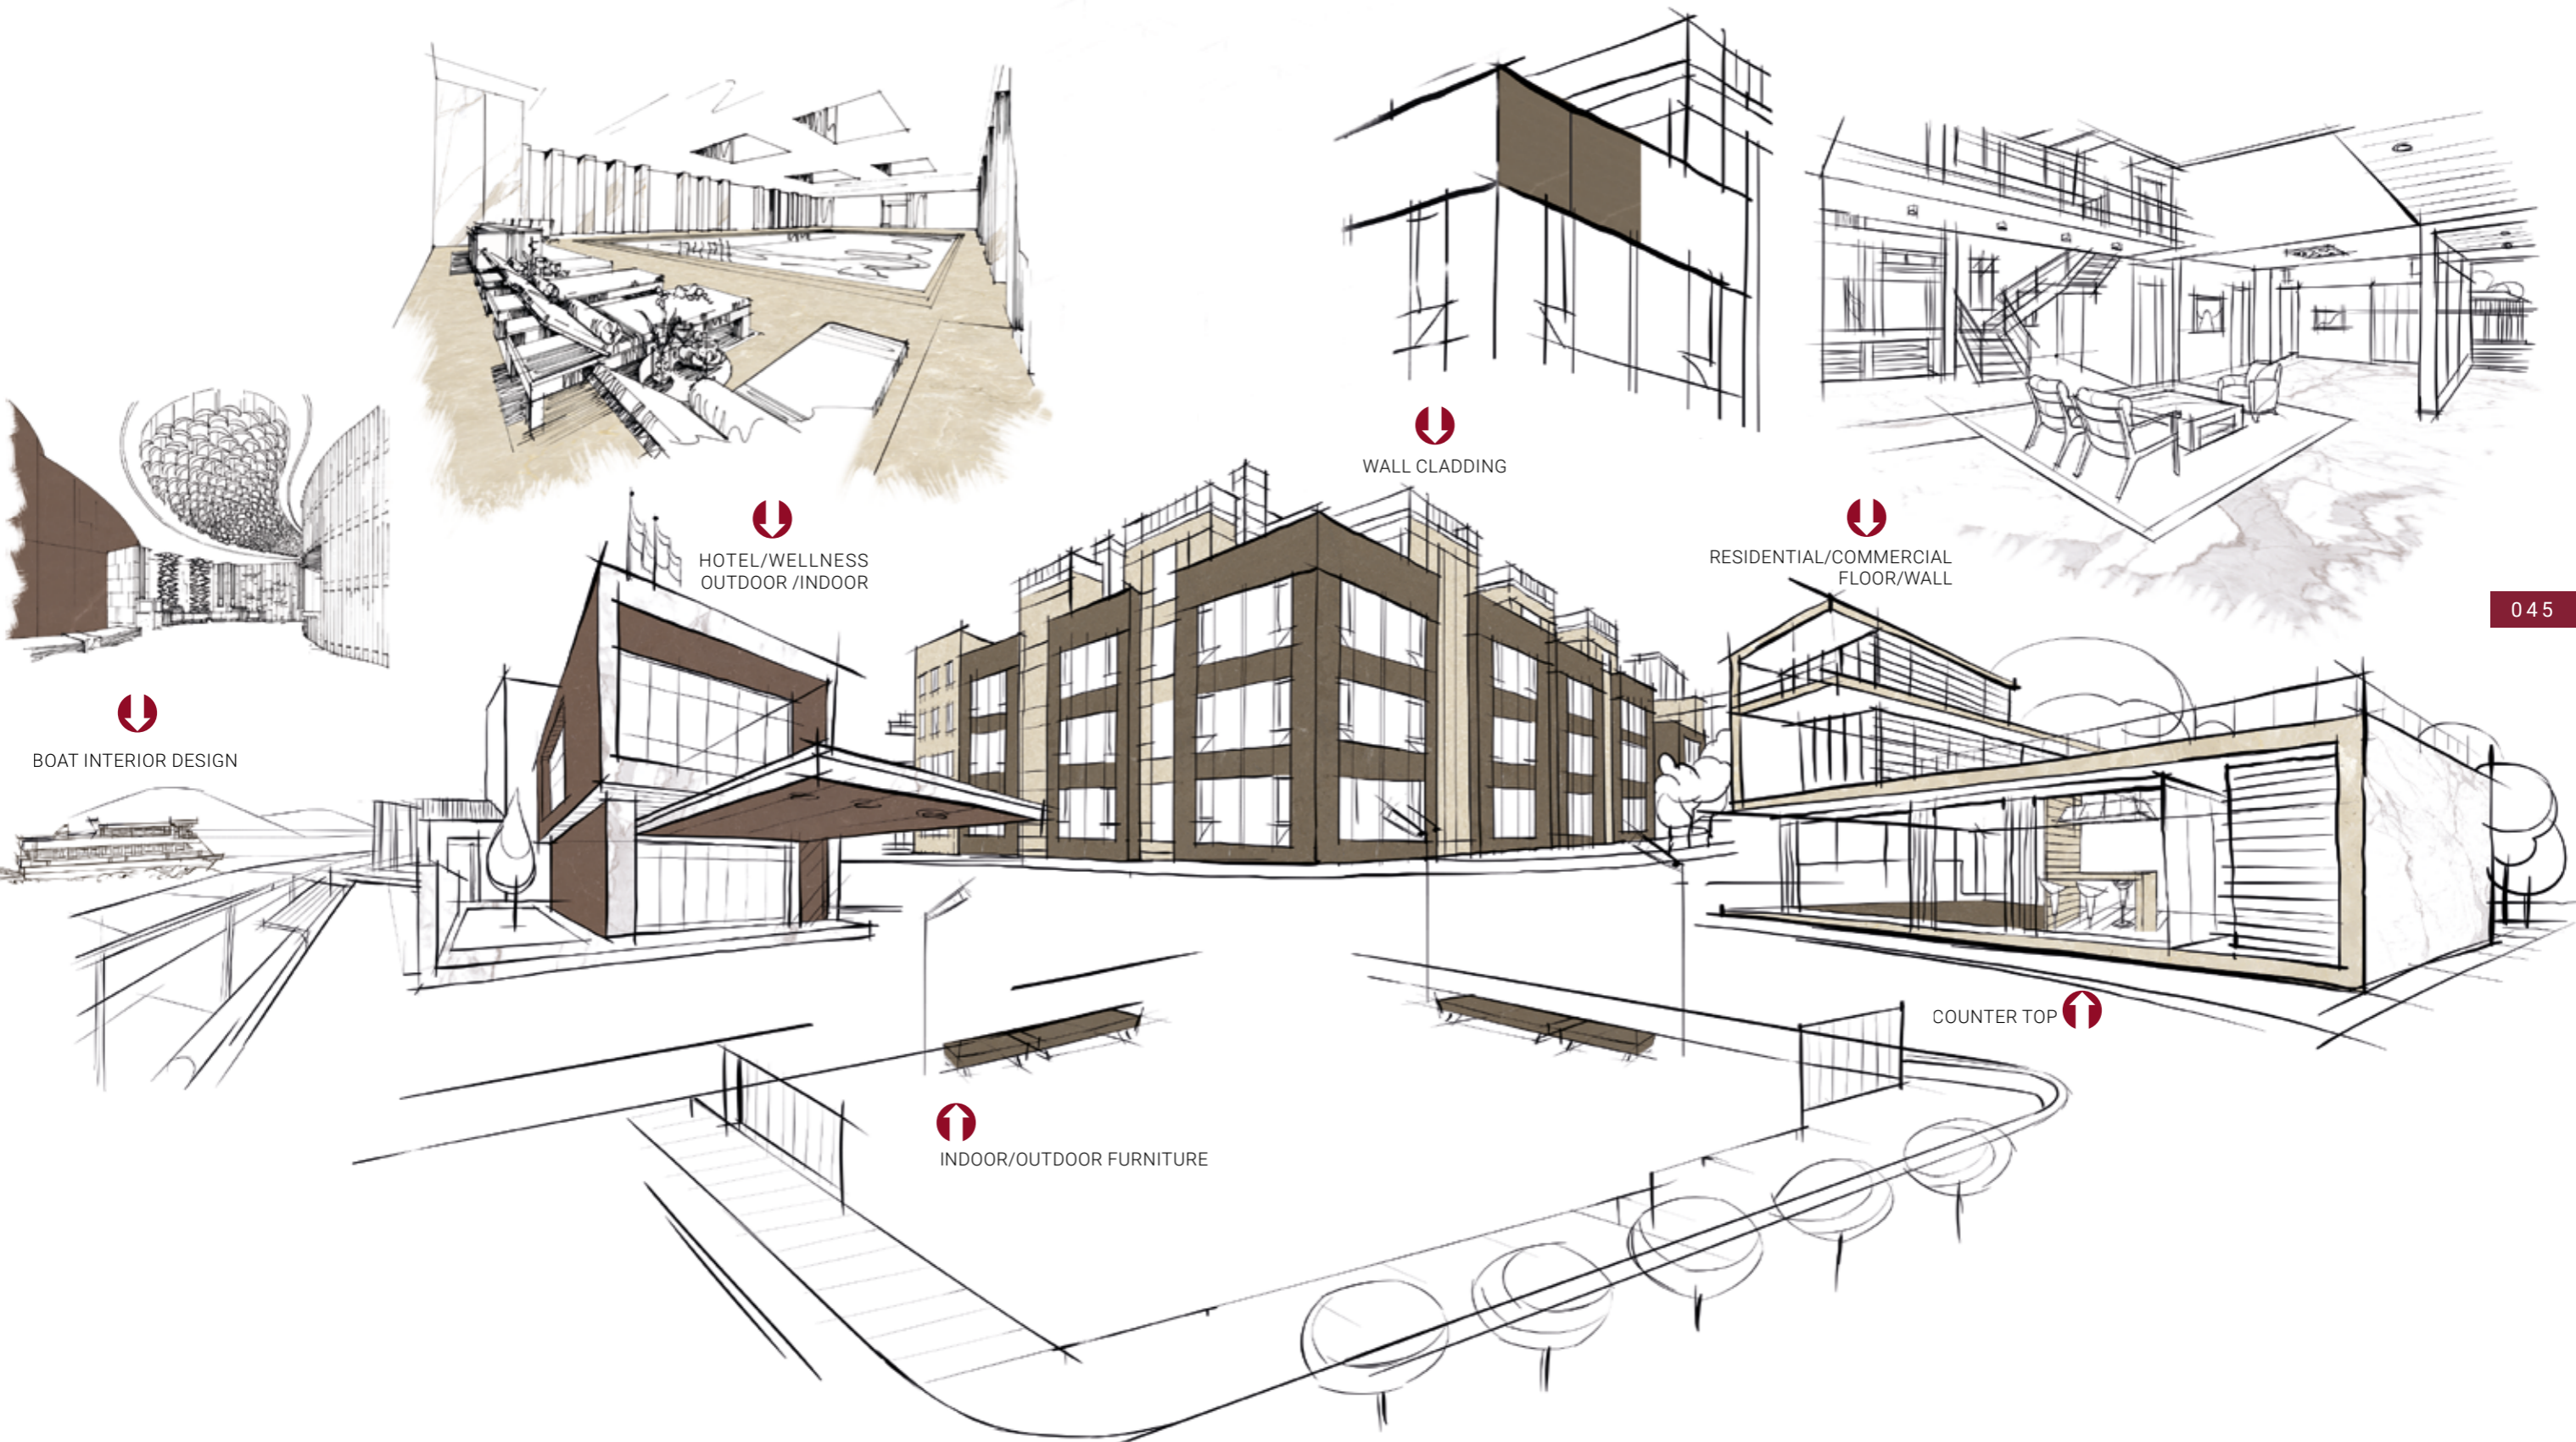 WALL CLADDING
HOTEL/WELLNESS
OUTDOOR /INDOOR
RESIDENTIAL/COMMERCIAL
FLOOR/WALL
045
BOAT INTERIOR DESIGN
COUNTER TOP
INDOOR/OUTDOOR FURNITURE